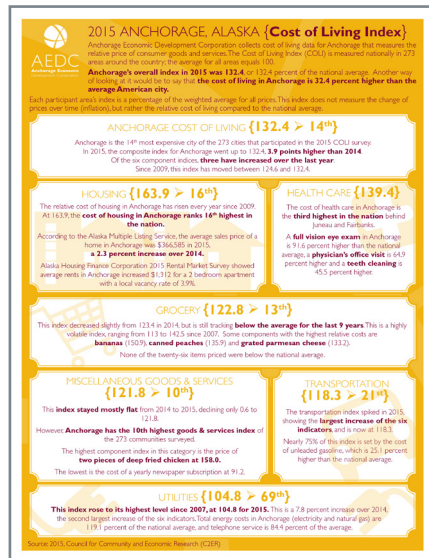 2015 ANCHORAGE, ALASKA {Cost of Living Index}
AEDC
Anchorage Economic
Anchorage Economic Development Corporation collects cost of living data for Anchorage that measures the
relative price of consumer goods and services. The Cost of Living Index (COLI) is measured nationally in 273
areas around the country; the average for all areas equals 100.
Anchorage's overall index in 2015 was 132.4, or 132.4 percent of the national average. Another way
of looking at it would be to say that the cost of living in Anchorage is 32.4 percent higher than the
average American city.
Each participant area's index is a percentage of the weighted average for all prices. This index does not measure the change of
prices over time (inflation), but rather the relative cost of living compared to the national average.
ANCHORAGE COST OF LIVING {132.4 ➢ 14th}
Anchorage is the 14th most expensive city of the 273 cities that participated in the 2015 COLI survey.
In 2015, the composite index for Anchorage went up to 132.4, 3.9 points higher than 2014.
Of the six component indices, three have increased over the last year.
Since 2009, this index has moved between 124.6 and 132.4.
HOUSING {163.9 ➢ 16th}
The relative cost of housing in Anchorage has risen every year since 2009.
At 163.9, the cost of housing in Anchorage ranks 16th highest in
the nation.
According to the Alaska Multiple Listing Service, the average sales price of a
home in Anchorage was $366,585 in 2015,
a 2.3 percent increase over 2014.
Alaska Housing Finance Corporation 2015 Rental Market Survey showed
average rents in Anchorage increased $1,312 for a 2 bedroom apartment
with a local vacancy rate of 3.9%.
HEALTH CARE {139.4}
The cost of health care in Anchorage is
the third highest in the nation behind
Juneau and Fairbanks.
A full vision eye exam in Anchorage
is 91.6 percent higher than the national
average, a physician's office visit is 64.9
percent higher and a teeth cleaning is
45.5 percent higher.
GROCERY {122.8 ➢ 13th}
This index decreased slightly from 123.4 in 2014, but is still tracking below the average for the last 9 years. This is a highly
volatile index, ranging from 113 to 142.5 since 2007. Some components with the highest relative costs are
bananas (150.9), canned peaches (135.9) and grated parmesan cheese (133.2).
None of the twenty six items priced were below the national average.
MISCELLANEOUS GOODS & SERVICES
{121.8 ➢ 10th}
This index stayed mostly flat from 2014 to 2015, declining only 0.6 to
121.8.
However, Anchorage has the 10th highest goods & services index of
the 273 communities surveyed.
The highest component index in this category is the price of
two pieces of deep fried chicken at 158.0.
The lowest is the cost of a yearly newspaper subscription at 91.2.
TRANSPORTATION
{118.3 ➢ 21st}
The transportation index spiked in 2015,
showing the largest increase of the six
indicators, and is now at 118.3.
Nearly 75% of this index is set by the cost
of unleaded gasoline, which is 25.1 percent
higher than the national average.
UTILITIES {104.8 ➢ 69th}
This index rose to its highest level since 2007, at 104.8 for 2015. This is a 7.8 percent increase over 2014,
the second largest increase of the six indicators. Total energy costs in Anchorage (electricity and natural gas) are
119.1 percent of the national average, and telephone service is 84.4 percent of the average.
Source: 2015, Council for Community and Economic Research (C2ER)